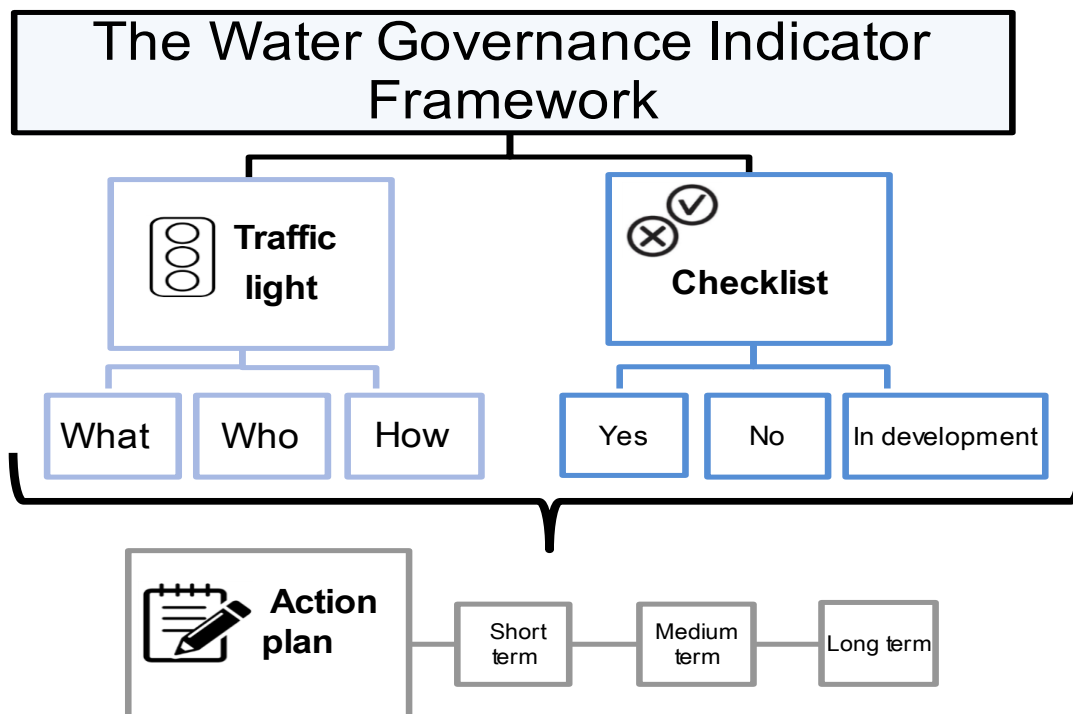 The Water Governance Indicator
Framework
Traffic
light
Checklist
What
Who
How
Yes
No
In development
Action
plan
Short
term
Medium
term
Long term